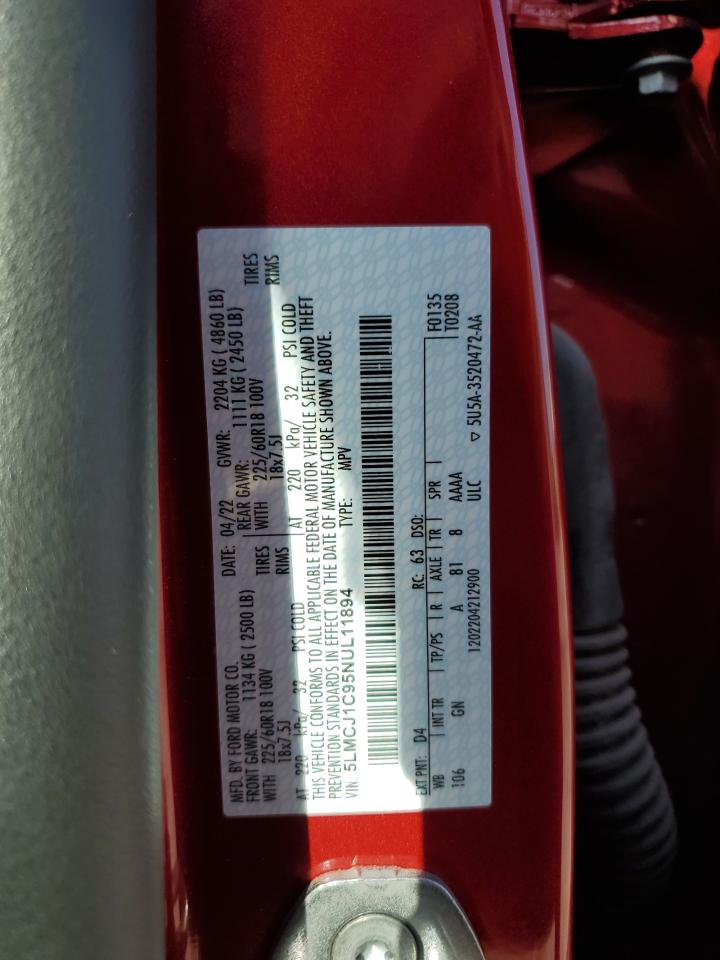 MFD. BY FORD MOTOR CO.
DATE: 04/22 GVWR: 2204 KG ( 4860 LB)
FRONT GAWR: 1134 KG ( 2500 LB) REAR GAWR: 1111 KG ( 2450 LB)
WITH 225/60R18 100V TIRES WITH 225/60R18 100V TIRES
18x7.5J RIMS 18x7.5J RIMS
AT 220 kPa/ 32 PSI COLD AT 220 kPa/ 32 PSI COLD
THIS VEHICLE CONFORMS TO ALL APPLICABLE FEDERAL MOTOR VEHICLE SAFETY AND THEFT
PREVENTION STANDARDS IN EFFECT ON THE DATE OF MANUFACTURE SHOWN ABOVE.
VIN: 5LMCJ1C95NUL11894 TYPE: MPV
EXT PNT: D4 RC: 63 DSO: F0135
WB INT TR TP/PS R AXLE TR SPR T0208
106 GN A 81 8 AAAA
1202204212900 ULC ▽ 5U5A-3520472-AA